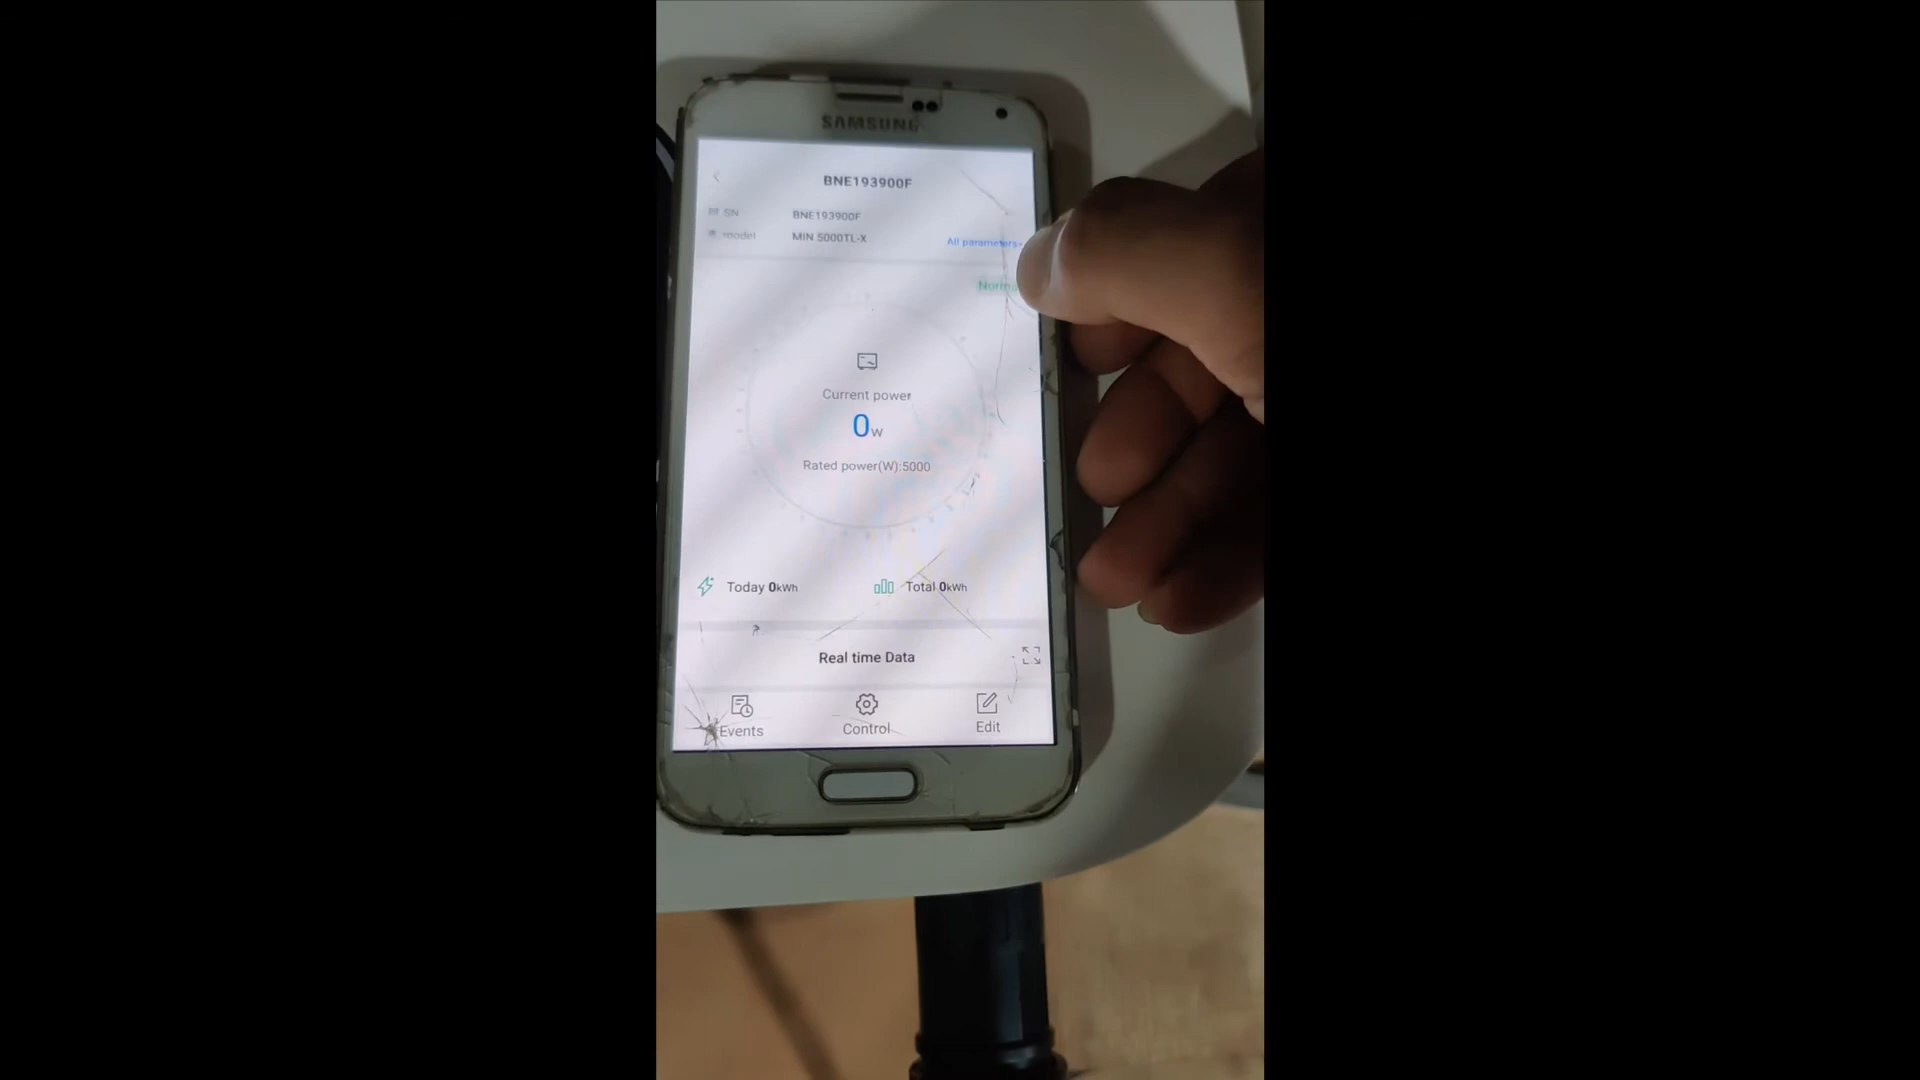 SAMSUNG
BNE193900F
SN BNE193900F
model MIN 5000TL-X
All parameters
Current power
0W
Rated power(W):5000
Today 0kWh Total 0kWh
Real time Data
Events Control Edit